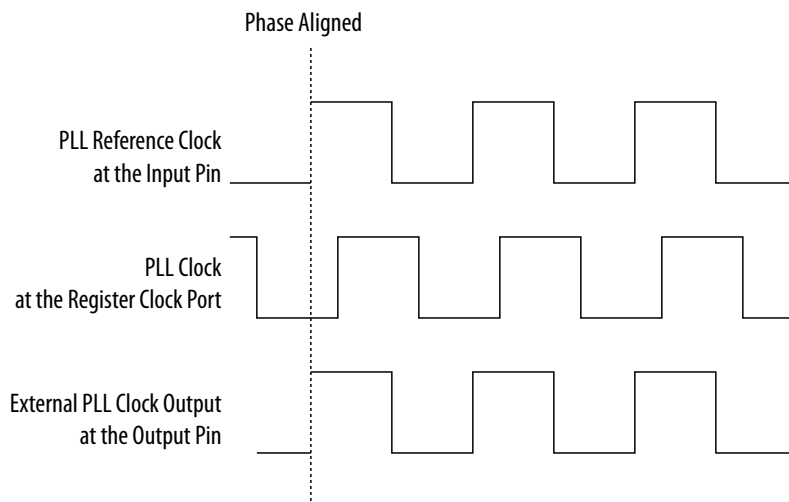 Phase Aligned
PLL Reference Clock
at the Input Pin
PLL Clock
at the Register Clock Port
External PLL Clock Output
at the Output Pin